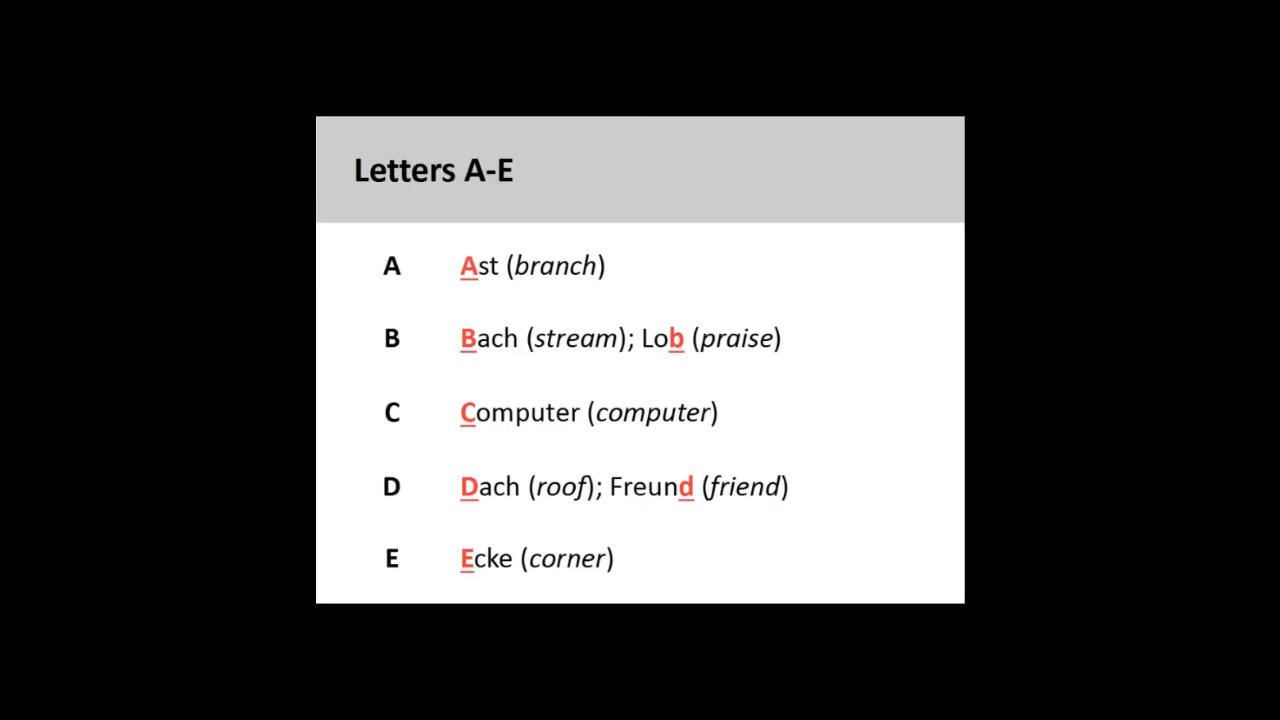 Letters A-E
A Ast (branch)
B Bach (stream); Lob (praise)
C Computer (computer)
D Dach (roof); Freund (friend)
E Ecke (corner)